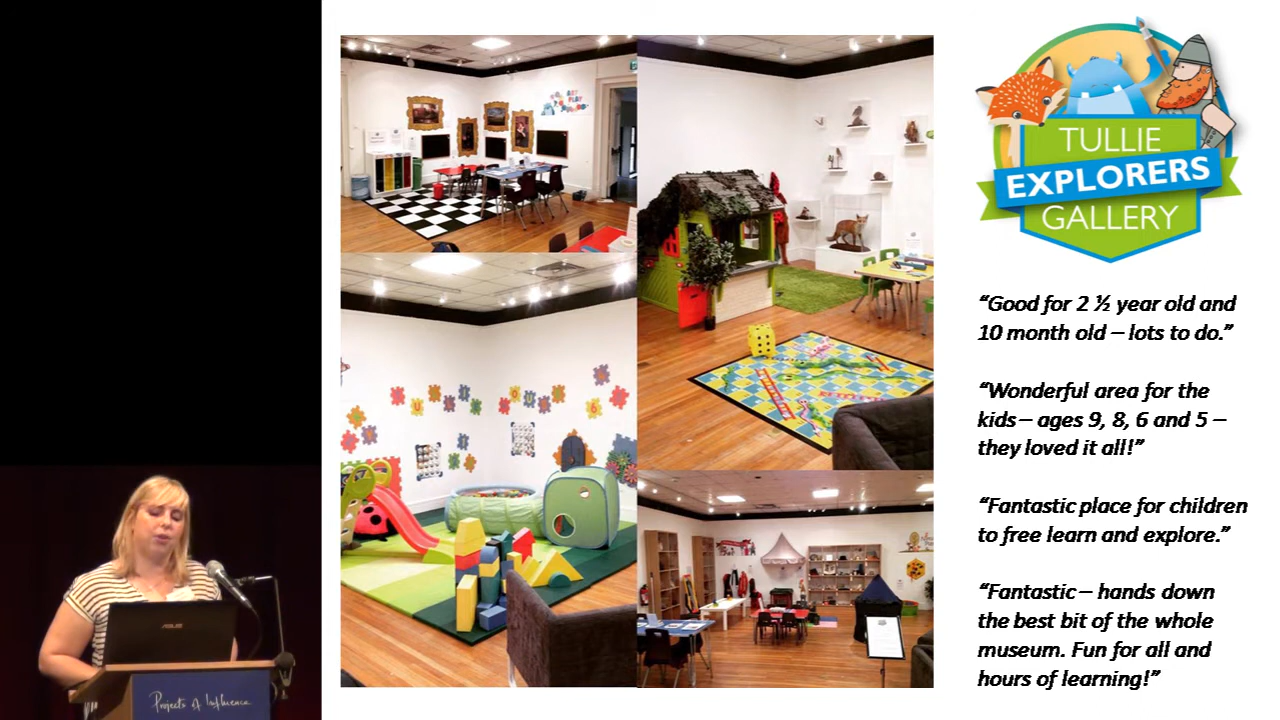 TULLIE
EXPLORERS
GALLERY
“Good for 2 ½ year old and
10 month old – lots to do.”
“Wonderful area for the
kids – ages 9, 8, 6 and 5 –
they loved it all!”
“Fantastic place for children
to free learn and explore.”
“Fantastic – hands down
the best bit of the whole
museum. Fun for all and
hours of learning!”
ASUS
Projects of Influence